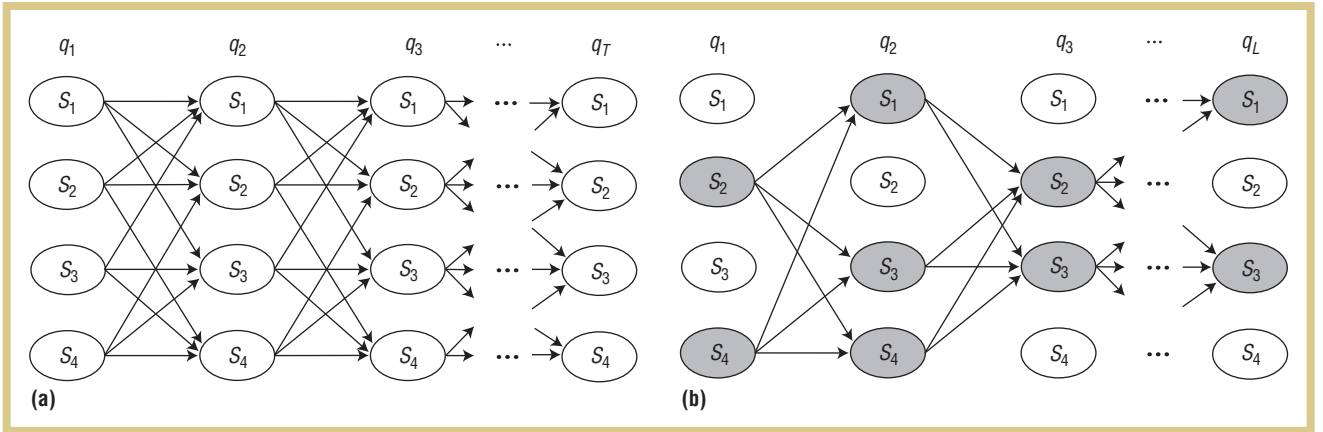 q1 q2 q3 ... qT q1 q2 q3 ... qL
S1 S1 S1 ... S1 S1 S1 S1 ... S1
S2 S2 S2 ... S2 S2 S2 S2 ... S2
S3 S3 S3 ... S3 S3 S3 S3 ... S3
S4 S4 S4 ... S4 S4 S4 S4 ... S4
(a) (b)